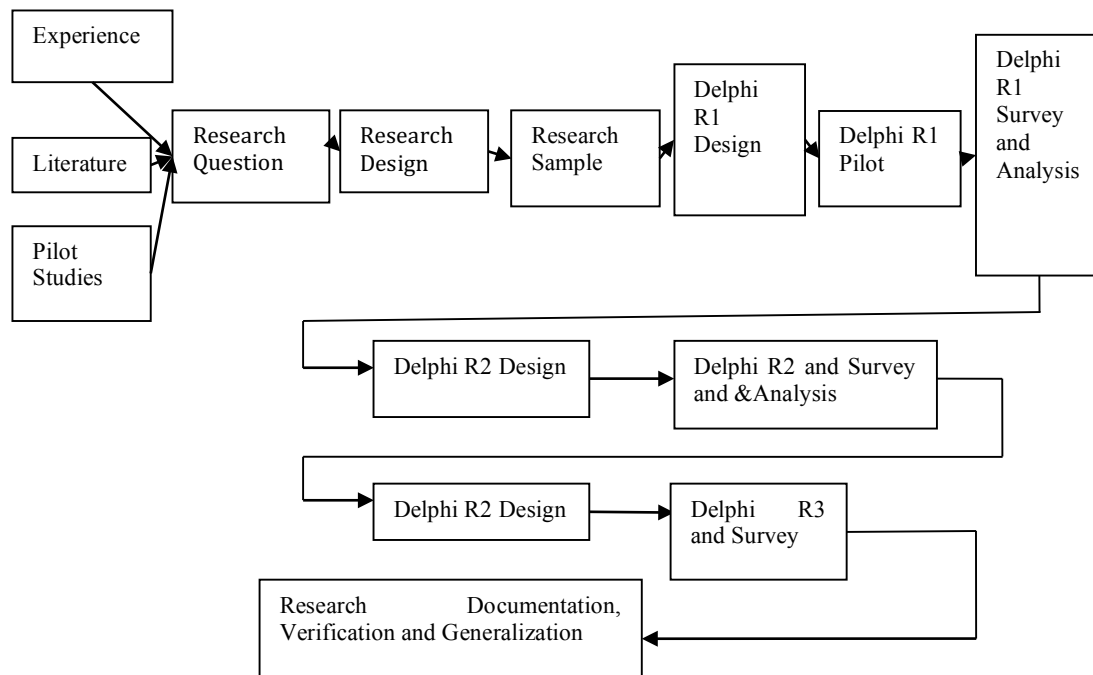 Experience
Literature
Pilot
Studies
Research
Question
Research
Design
Research
Sample
Delphi
R1
Design
Delphi R1
Pilot
Delphi
R1
Survey
and
Analysis
Delphi R2 Design
Delphi R2 and Survey
and &Analysis
Delphi R2 Design
Delphi R3
and Survey
Research Documentation,
Verification and Generalization